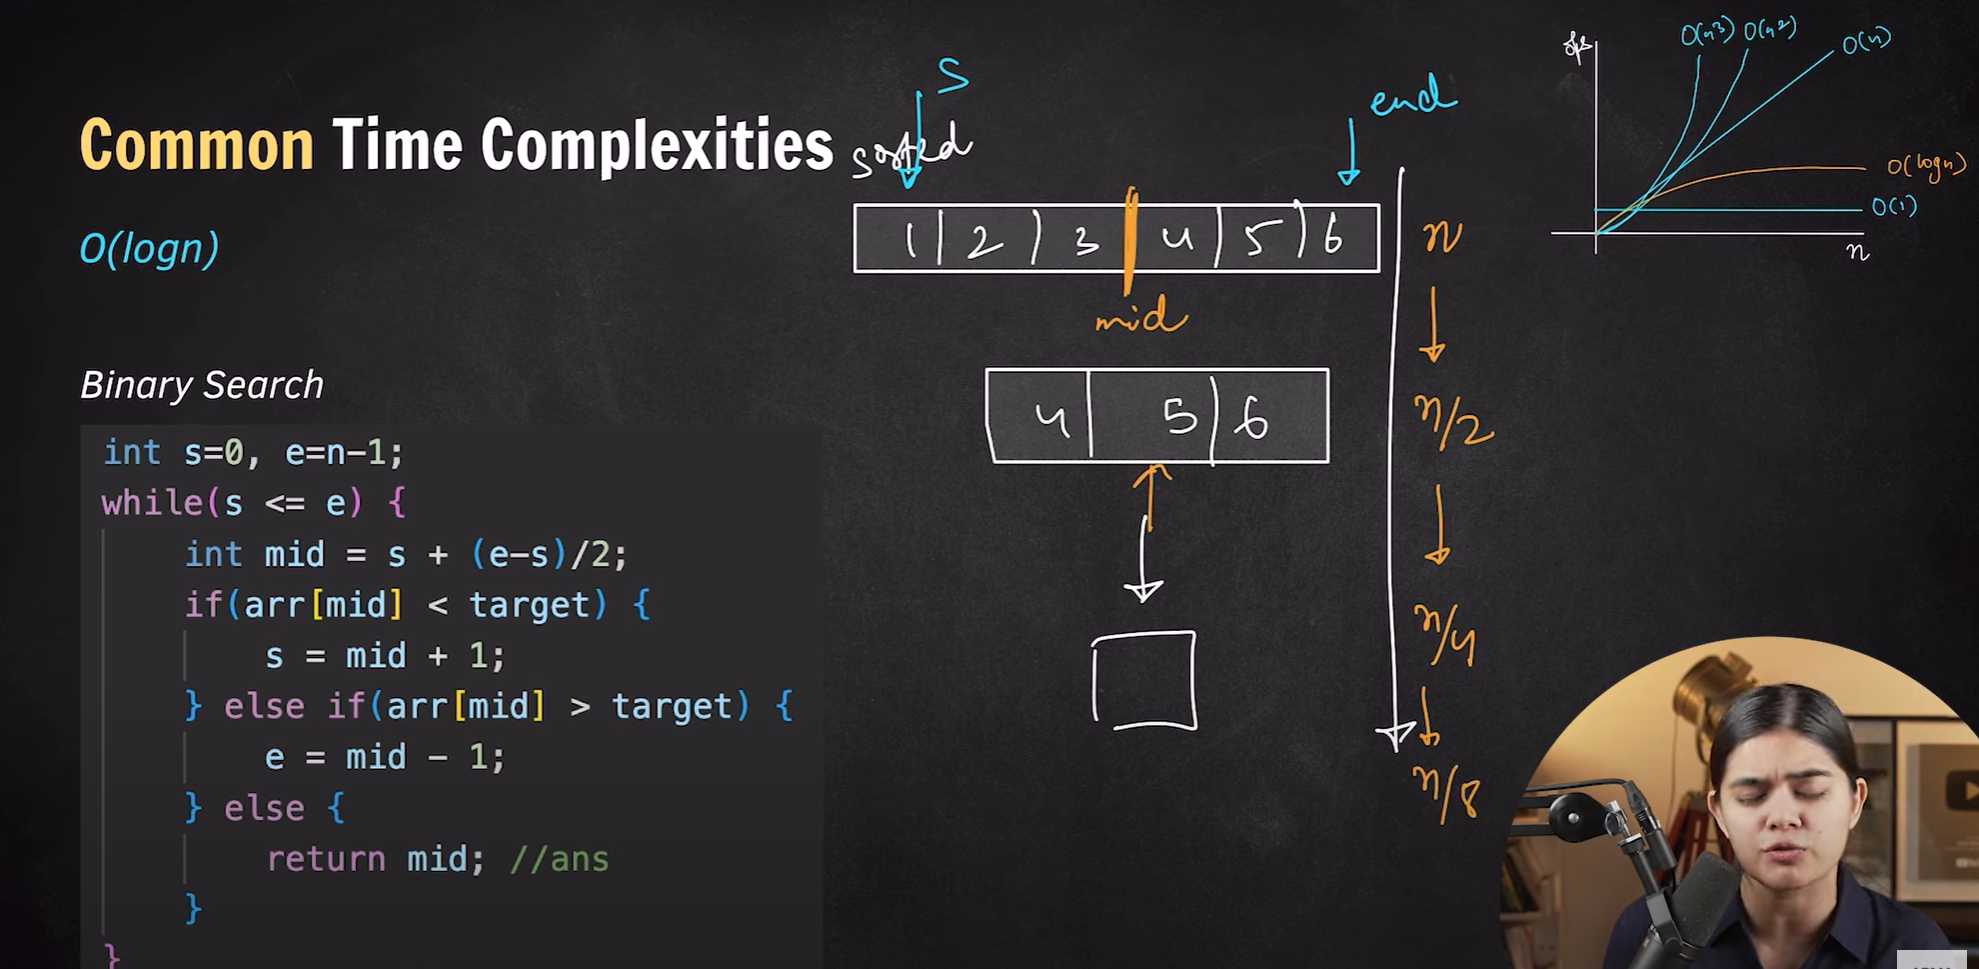 Common Time Complexities
O(logn)
Binary Search
int s=0, e=n-1;
while(s <= e) {
int mid = s + (e-s)/2;
if(arr[mid] < target) {
s = mid + 1;
} else if(arr[mid] > target) {
e = mid - 1;
} else {
return mid; //ans
}
}
S
end
sorted
1 2 3 4 5 6
mid
4 5 6
n
n/2
n/4
n/8
ops
O(n3) O(n2) O(n)
O(logn)
O(1)
n